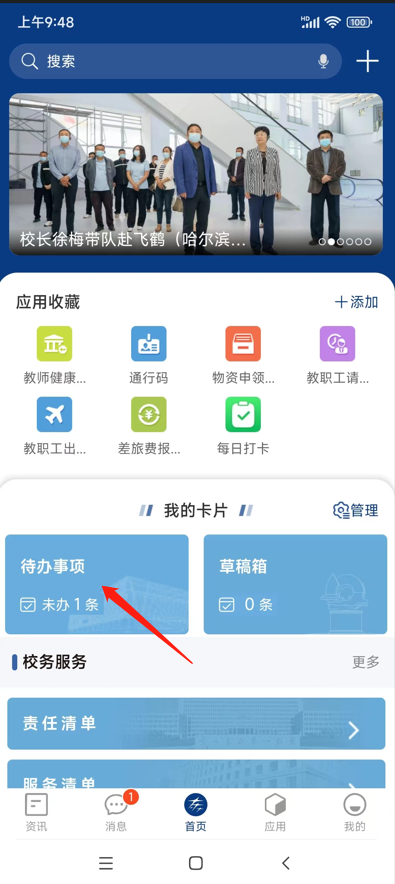 上午9:48
HD
100
搜索
校长徐梅带队赴飞鹤（哈尔滨...
应用收藏
＋添加
教师健康...
通行码
物资申领...
教职工请...
教职工出...
差旅费报...
每日打卡
我的卡片
管理
待办事项
未办 1 条
草稿箱
0 条
校务服务
更多
责任清单
服务清单
1
资讯
消息
首页
应用
我的